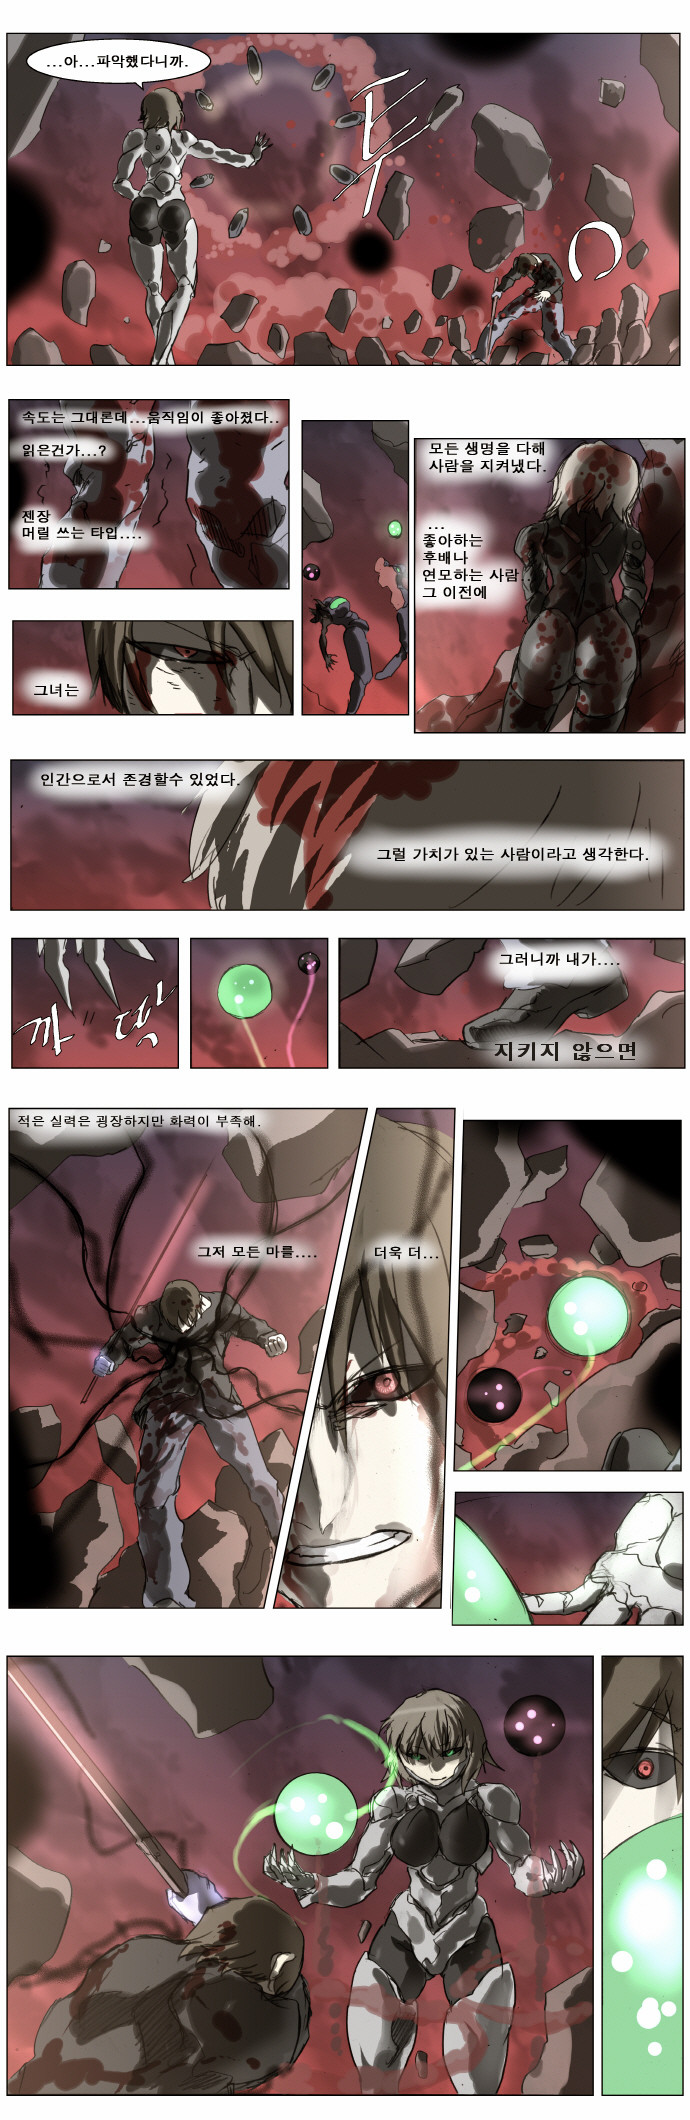 ...아...파악했다니까.
투
속도는 그대론데...움직임이 좋아졌다..
읽은건가...?
젠장
머릴 쓰는 타입....
모든 생명을 다해
사람을 지켜냈다.
...
좋아하는
후배나
연모하는 사람..
그 이전에
그녀는
인간으로서 존경할수 있었다.
그럴 가치가 있는 사람이라고 생각한다.
까 딱
그러니까 내가....
지키지 않으면
적은 실력은 굉장하지만 화력이 부족해.
그저 모든 마를....
더욱 더...